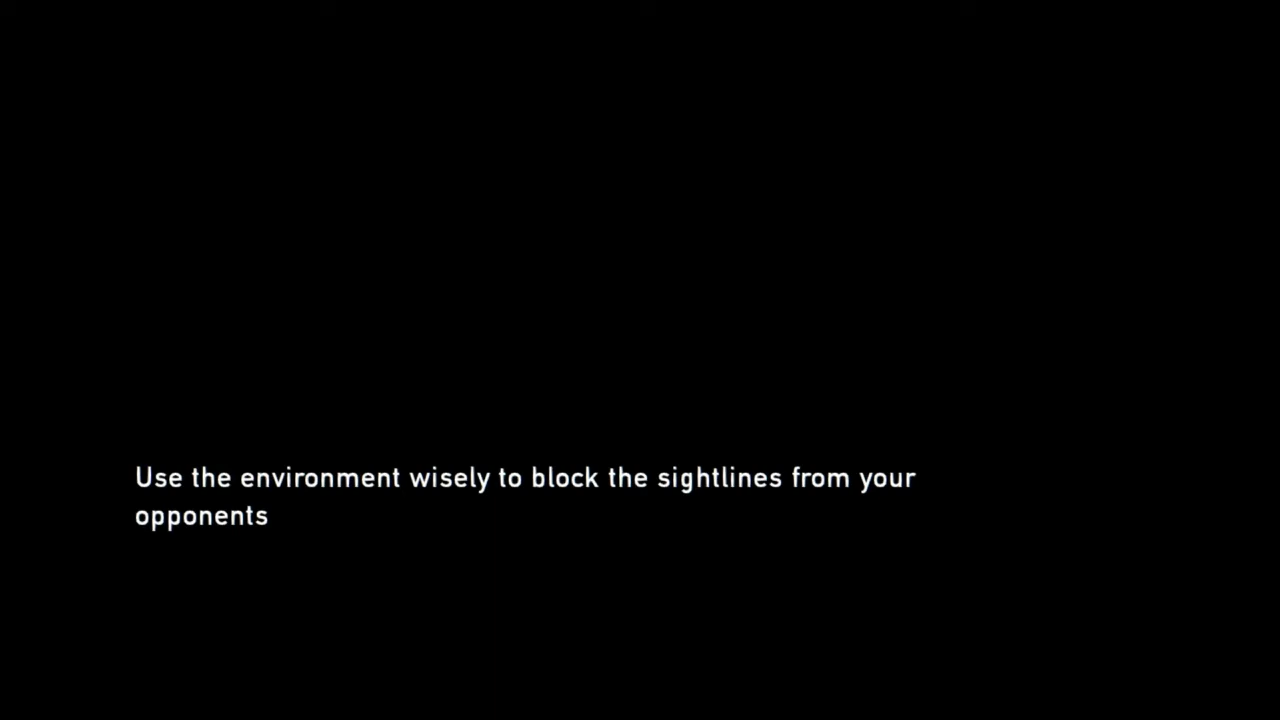 Use the environment wisely to block the sightlines from your
opponents